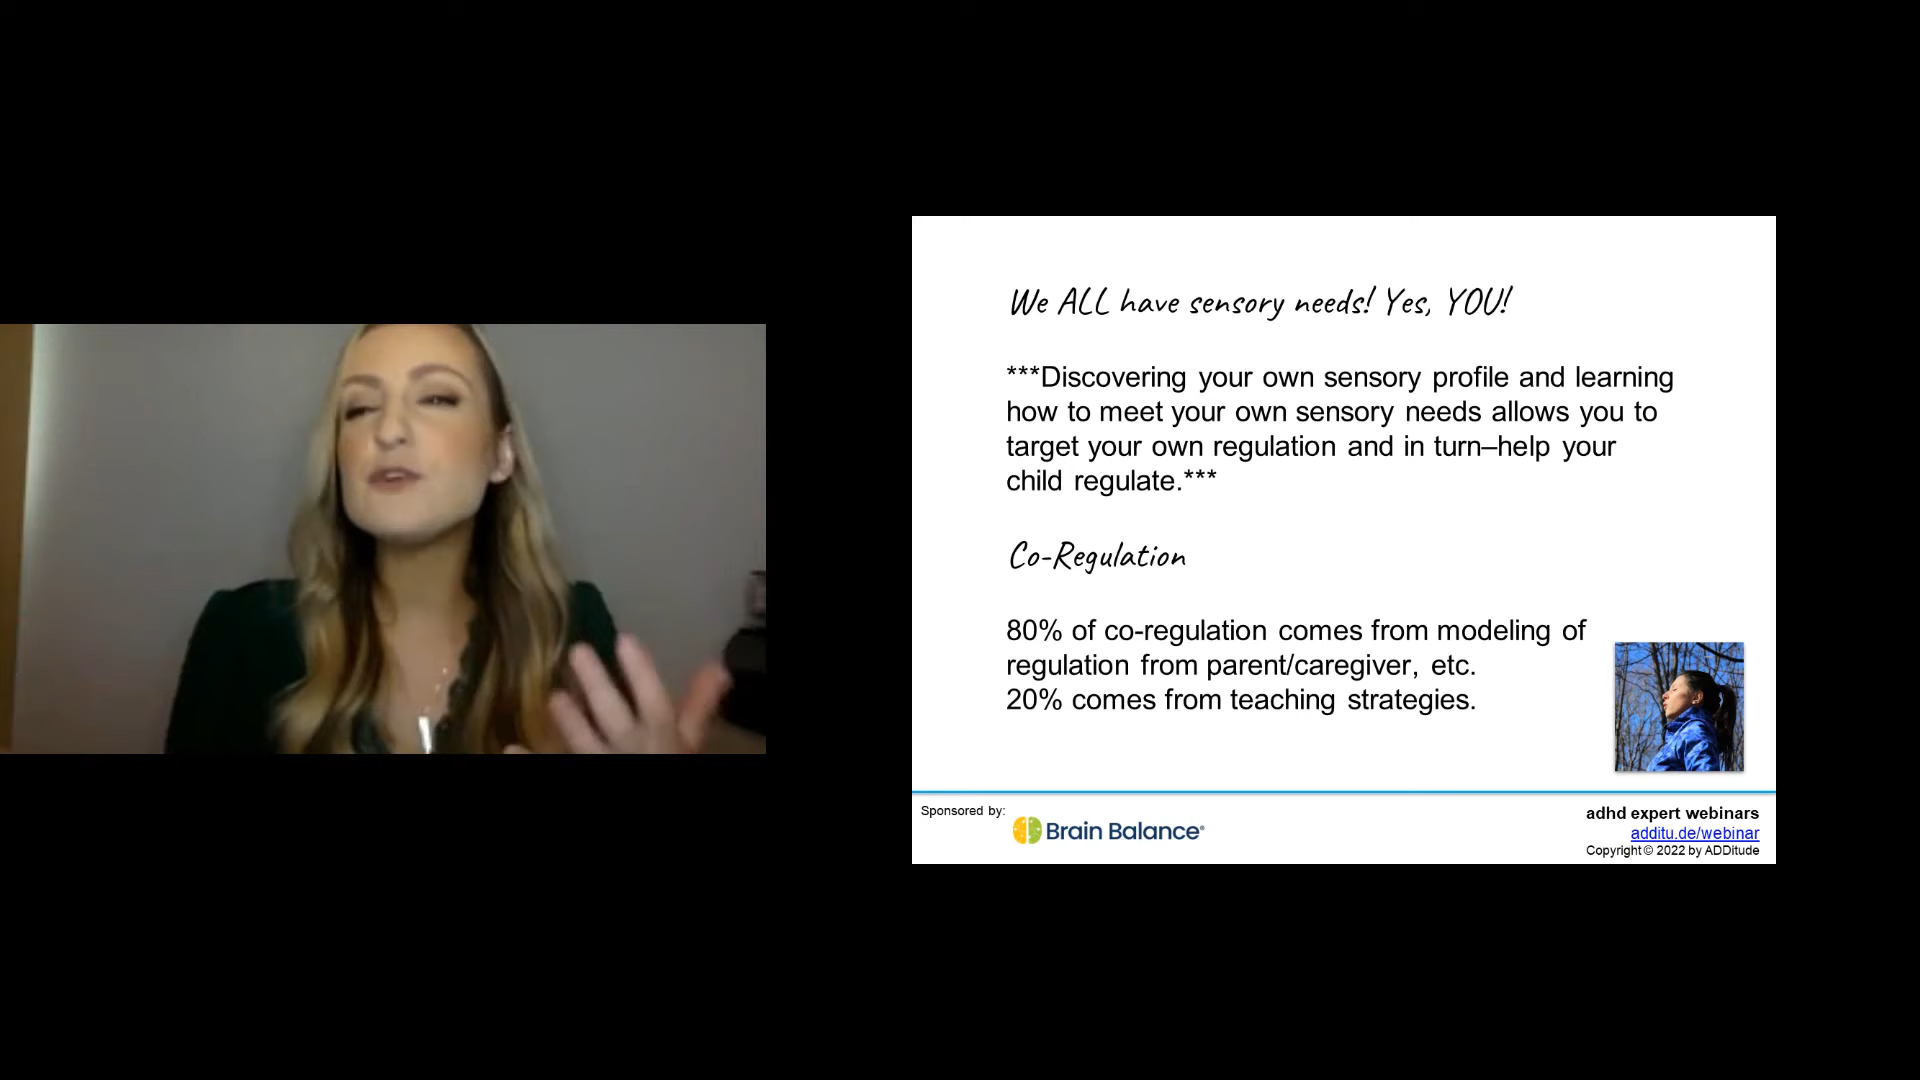 We ALL have sensory needs! Yes, YOU!
***Discovering your own sensory profile and learning
how to meet your own sensory needs allows you to
target your own regulation and in turn–help your
child regulate.***
Co-Regulation
80% of co-regulation comes from modeling of
regulation from parent/caregiver, etc.
20% comes from teaching strategies.
Sponsored by:
Brain Balance®
adhd expert webinars
additu.de/webinar
Copyright © 2022 by ADDitude